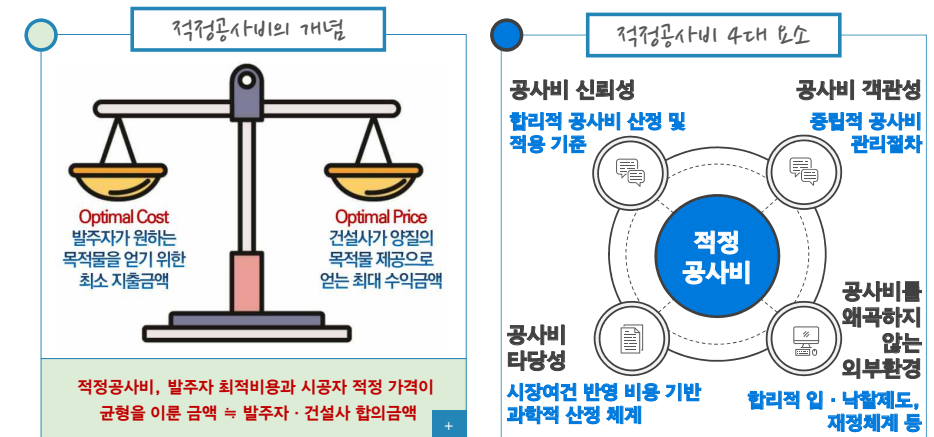 적정공사비의 개념
Optimal Cost
발주자가 원하는
목적물을 얻기 위한
최소 지출금액
Optimal Price
건설사가 양질의
목적물 제공으로
얻는 최대 수익금액
적정공사비, 발주자 최적비용과 시공자 적정 가격이
균형을 이룬 금액 ≒ 발주자 · 건설사 합의금액
+
적정공사비 4대 요소
공사비 신뢰성
합리적 공사비 산정 및
적용 기준
공사비 객관성
중립적 공사비
관리절차
적정
공사비
공사비
타당성
시장여건 반영 비용 기반
과학적 산정 체계
공사비를
왜곡하지
않는
외부환경
합리적 입 · 낙찰제도,
재정체계 등